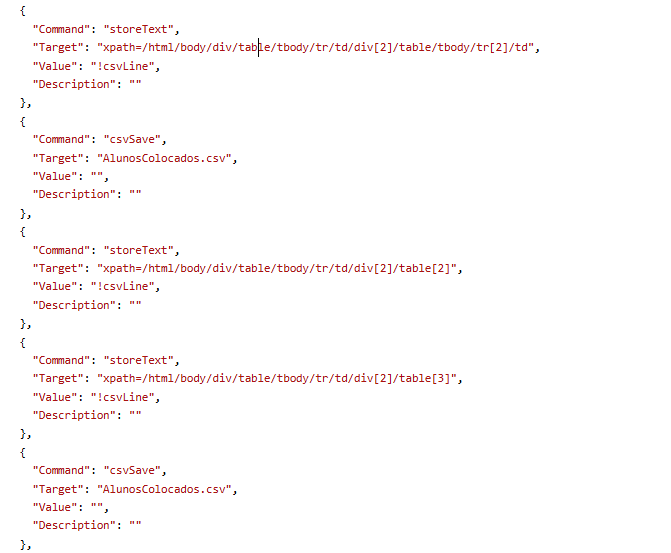 {
"Command": "storeText",
"Target": "xpath=/html/body/div/table/tbody/tr/td/div[2]/table/tbody/tr[2]/td",
"Value": "!csvLine",
"Description": ""
},
{
"Command": "csvSave",
"Target": "AlunosColocados.csv",
"Value": "",
"Description": ""
},
{
"Command": "storeText",
"Target": "xpath=/html/body/div/table/tbody/tr/td/div[2]/table[2]",
"Value": "!csvLine",
"Description": ""
},
{
"Command": "storeText",
"Target": "xpath=/html/body/div/table/tbody/tr/td/div[2]/table[3]",
"Value": "!csvLine",
"Description": ""
},
{
"Command": "csvSave",
"Target": "AlunosColocados.csv",
"Value": "",
"Description": ""
},